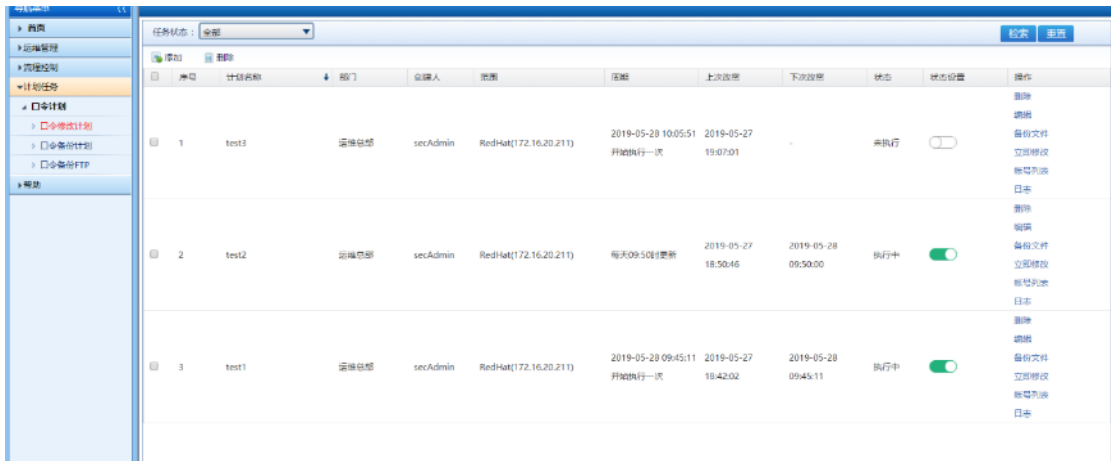 导航菜单
首页
运维管理
流程控制
计划任务
口令计划
口令修改计划
口令备份计划
口令备份FTP
帮助
任务状态： 全部 检索 重置
添加 删除
序号 计划名称 部门 创建人 范围 周期 上次改密 下次改密 状态 状态设置 操作
1 test3 运维总部 secAdmin RedHat(172.16.20.211) 2019-05-28 10:05:51 开始执行一次 2019-05-27 19:07:01 - 未执行
删除
编辑
备份文件
立即修改
账号列表
日志
2 test2 运维总部 secAdmin RedHat(172.16.20.211) 每天09:50时更新 2019-05-27 18:50:46 2019-05-28 09:50:00 执行中
删除
编辑
备份文件
立即修改
账号列表
日志
3 test1 运维总部 secAdmin RedHat(172.16.20.211) 2019-05-28 09:45:11 开始执行一次 2019-05-27 18:42:02 2019-05-28 09:45:11 执行中
删除
编辑
备份文件
立即修改
账号列表
日志